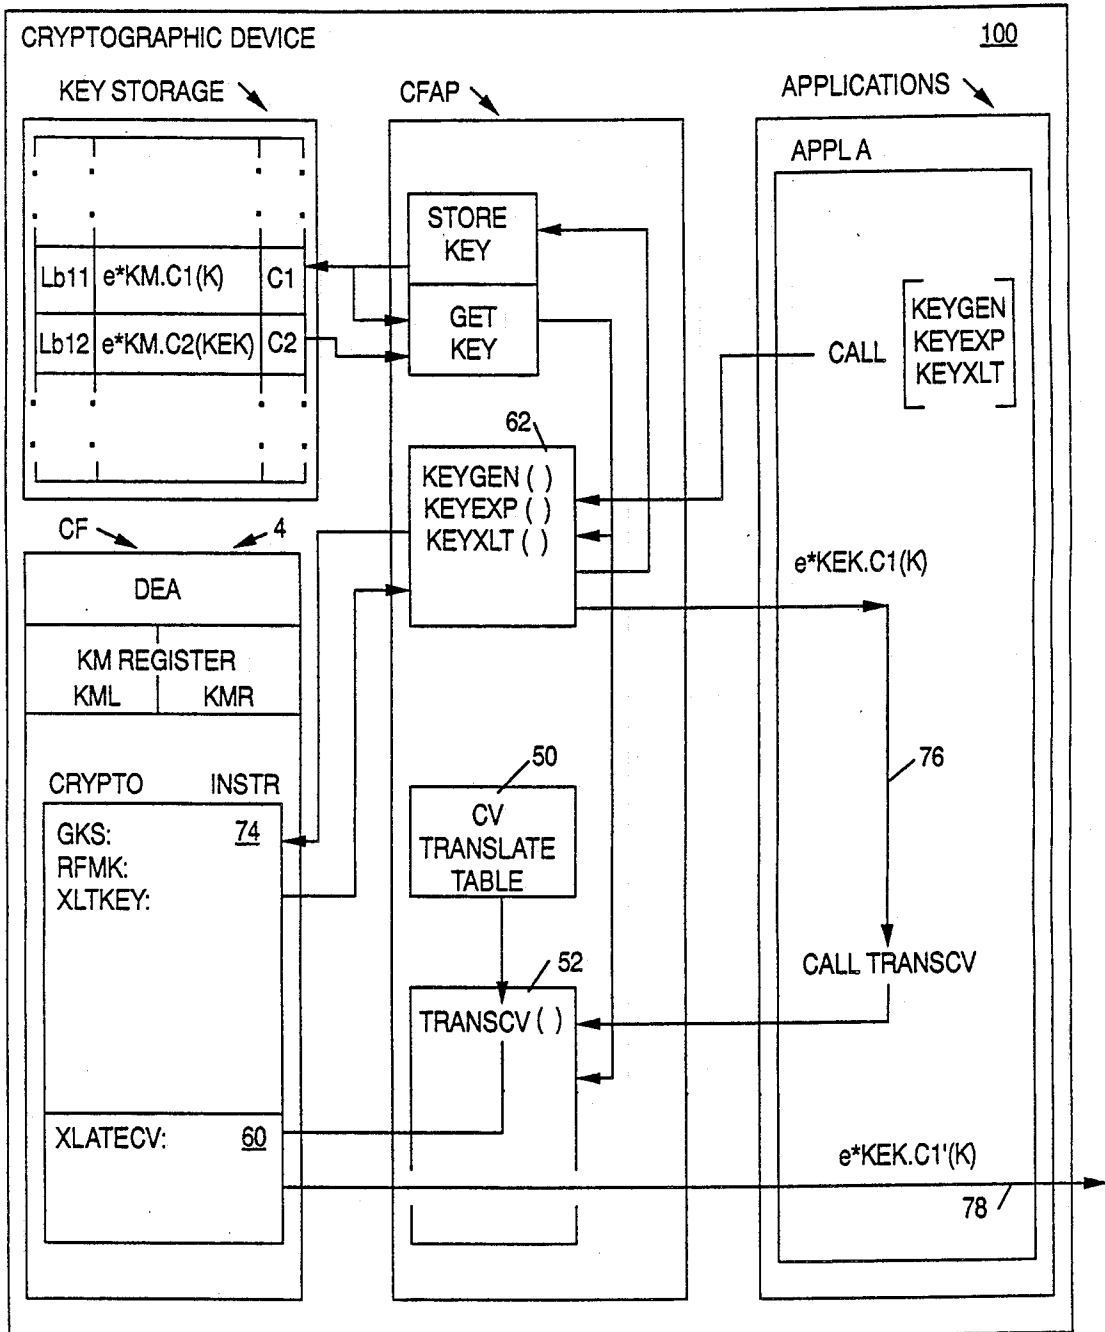 CRYPTOGRAPHIC DEVICE
100
KEY STORAGE
CFAP
APPLICATIONS
APPL A
STORE
KEY
GET
KEY
Lb11 e*KM.C1(K) C1
Lb12 e*KM.C2(KEK) C2
CALL
KEYGEN
KEYEXP
KEYXLT
62
KEYGEN ( )
KEYEXP ( )
KEYXLT ( )
CF
4
DEA
KM REGISTER
KML KMR
e*KEK.C1(K)
76
CRYPTO INSTR
GKS: 74
RFMK:
XLTKEY:
50
CV
TRANSLATE
TABLE
CALL TRANSCV
52
TRANSCV ( )
XLATECV: 60
e*KEK.C1'(K)
78